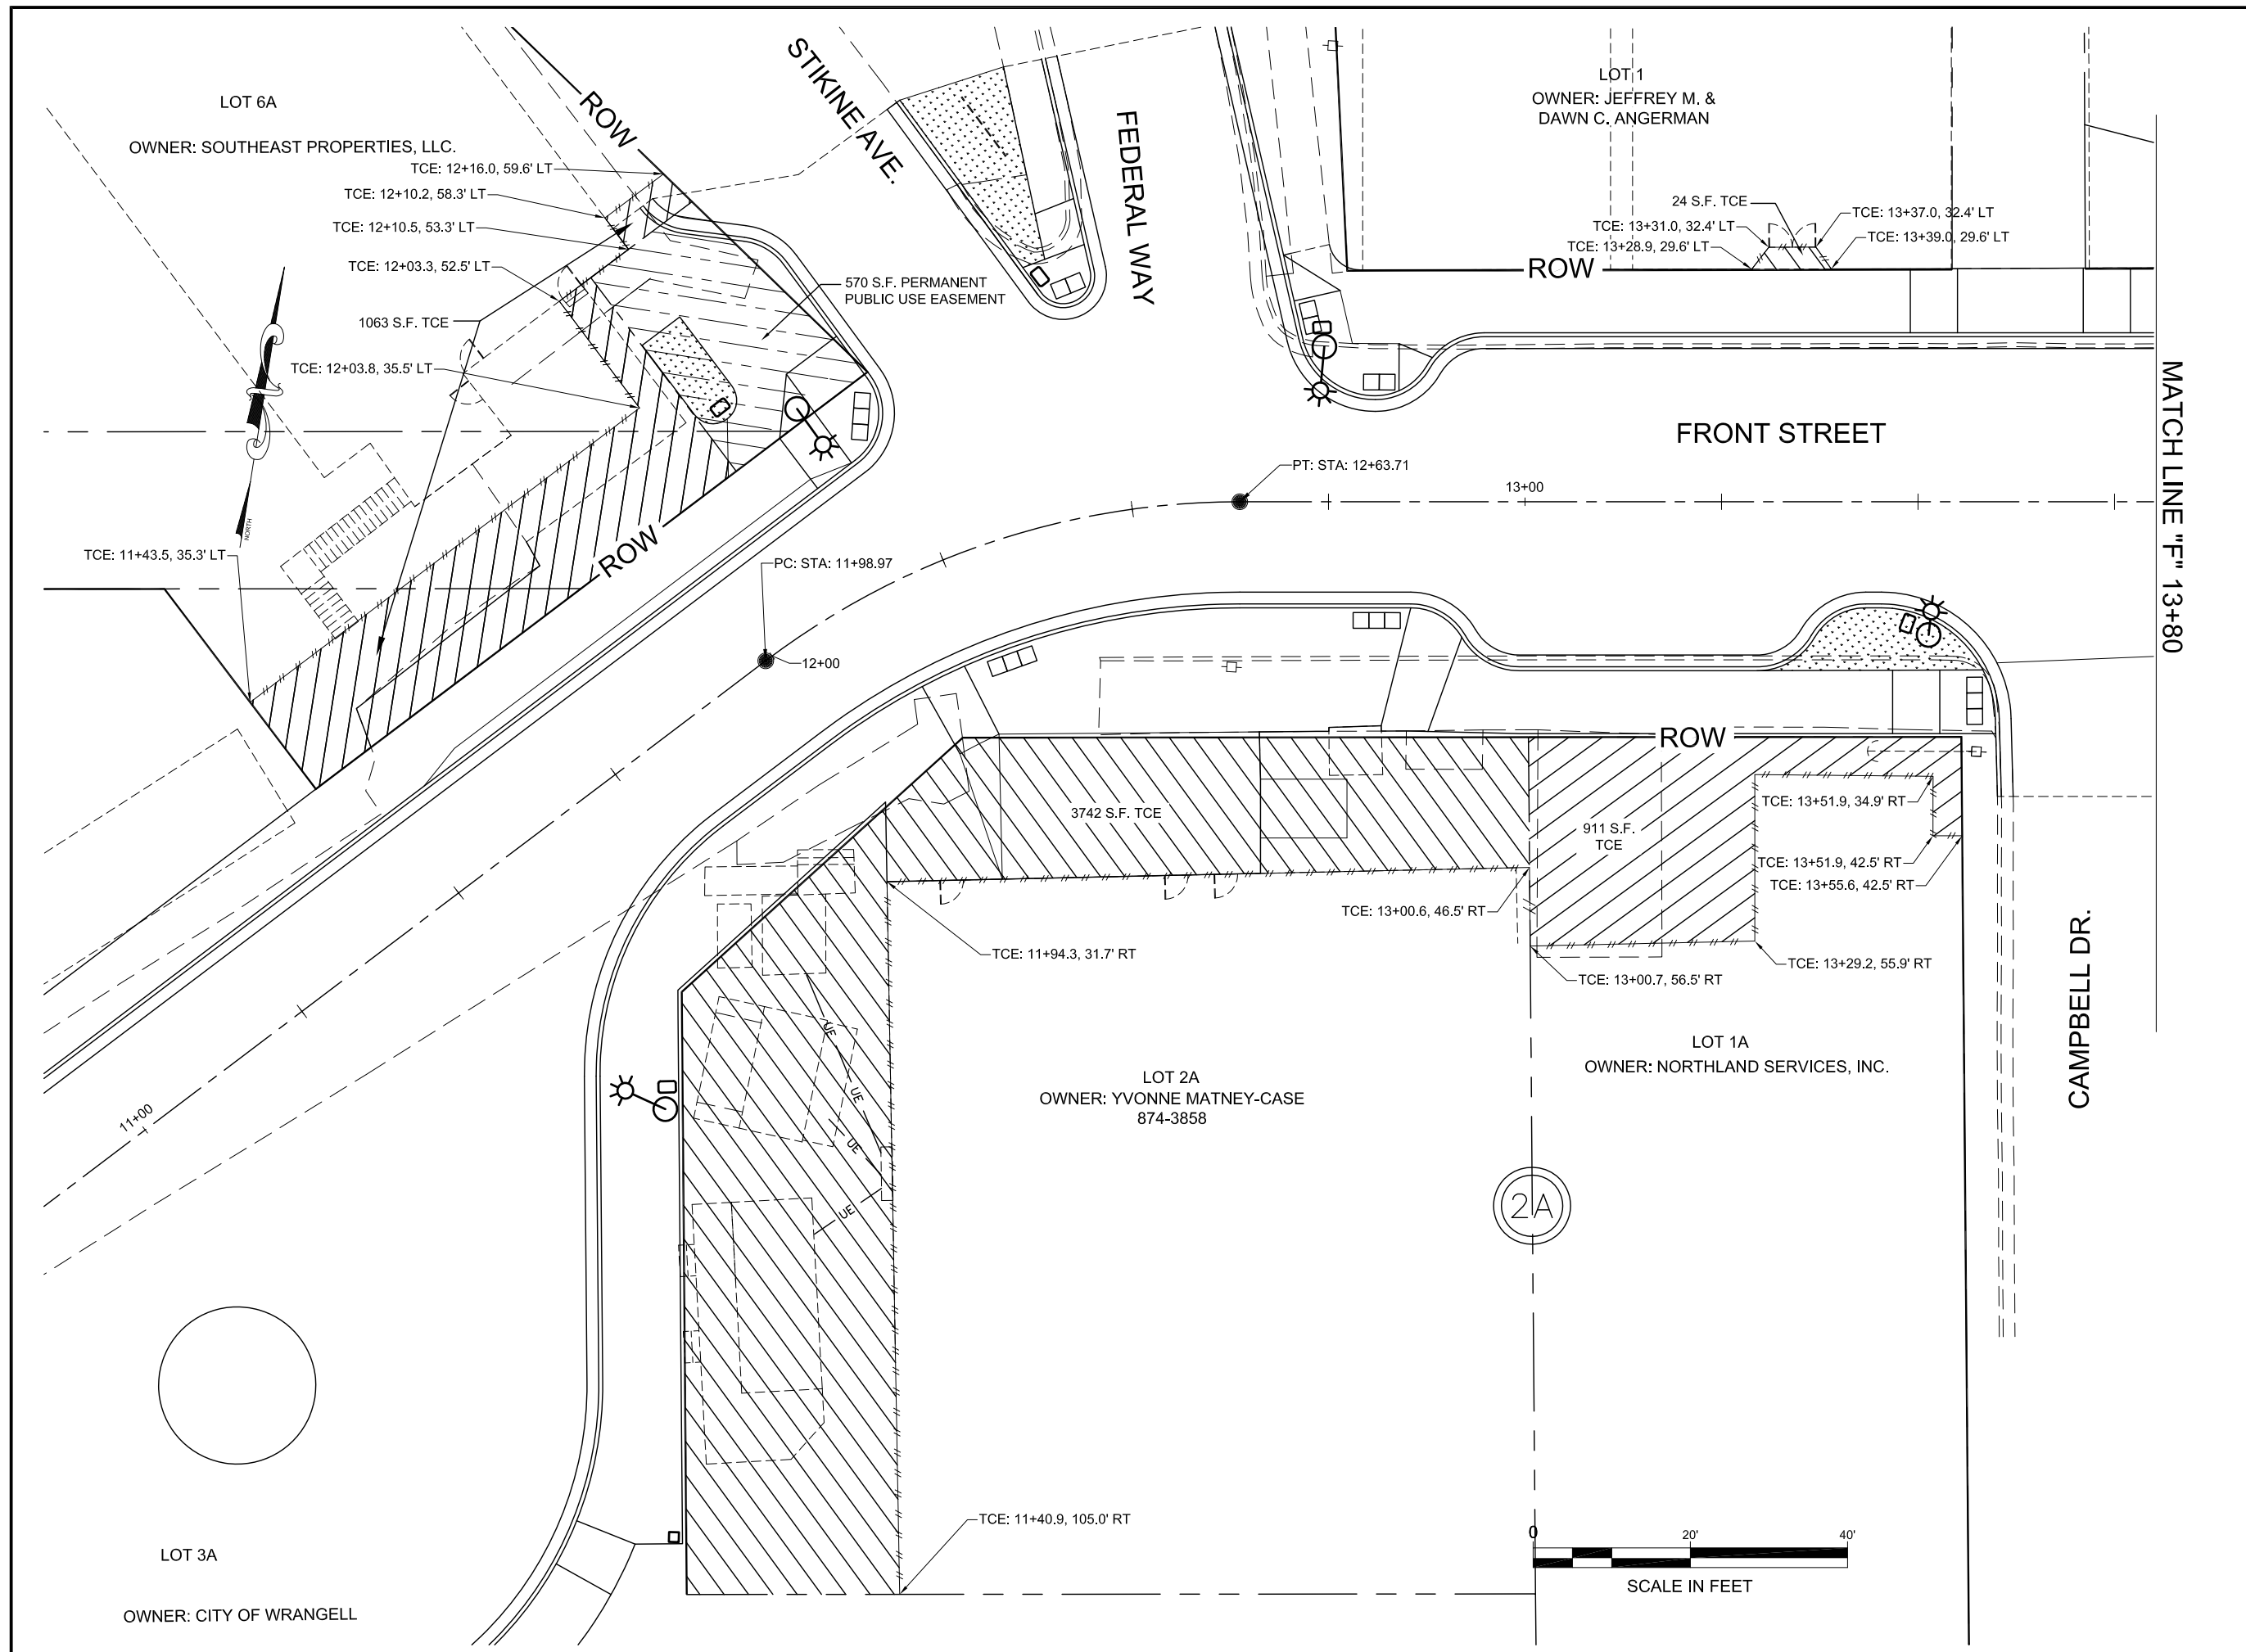 LOT 6A
OWNER: SOUTHEAST PROPERTIES, LLC.
TCE: 12+16.0, 59.6' LT
TCE: 12+10.2, 58.3' LT
TCE: 12+10.5, 53.3' LT
TCE: 12+03.3, 52.5' LT
1063 S.F. TCE
TCE: 12+03.8, 35.5' LT
TCE: 11+43.5, 35.3' LT
NORTH
ROW
ROW
STIKINE AVE.
FEDERAL WAY
570 S.F. PERMANENT
PUBLIC USE EASEMENT
LOT 1
OWNER: JEFFREY M. &
DAWN C. ANGERMAN
24 S.F. TCE
TCE: 13+37.0, 32.4' LT
TCE: 13+31.0, 32.4' LT
TCE: 13+39.0, 29.6' LT
TCE: 13+28.9, 29.6' LT
ROW
FRONT STREET
MATCH LINE "F" 13+80
PT: STA: 12+63.71
13+00
PC: STA: 11+98.97
12+00
11+00
ROW
3742 S.F. TCE
911 S.F.
TCE
TCE: 13+51.9, 34.9' RT
TCE: 13+51.9, 42.5' RT
TCE: 13+55.6, 42.5' RT
TCE: 13+00.6, 46.5' RT
TCE: 11+94.3, 31.7' RT
TCE: 13+29.2, 55.9' RT
TCE: 13+00.7, 56.5' RT
UE
UE
UE
UE
LOT 1A
OWNER: NORTHLAND SERVICES, INC.
LOT 2A
OWNER: YVONNE MATNEY-CASE
874-3858
CAMPBELL DR.
2A
TCE: 11+40.9, 105.0' RT
0 20' 40'
SCALE IN FEET
LOT 3A
OWNER: CITY OF WRANGELL